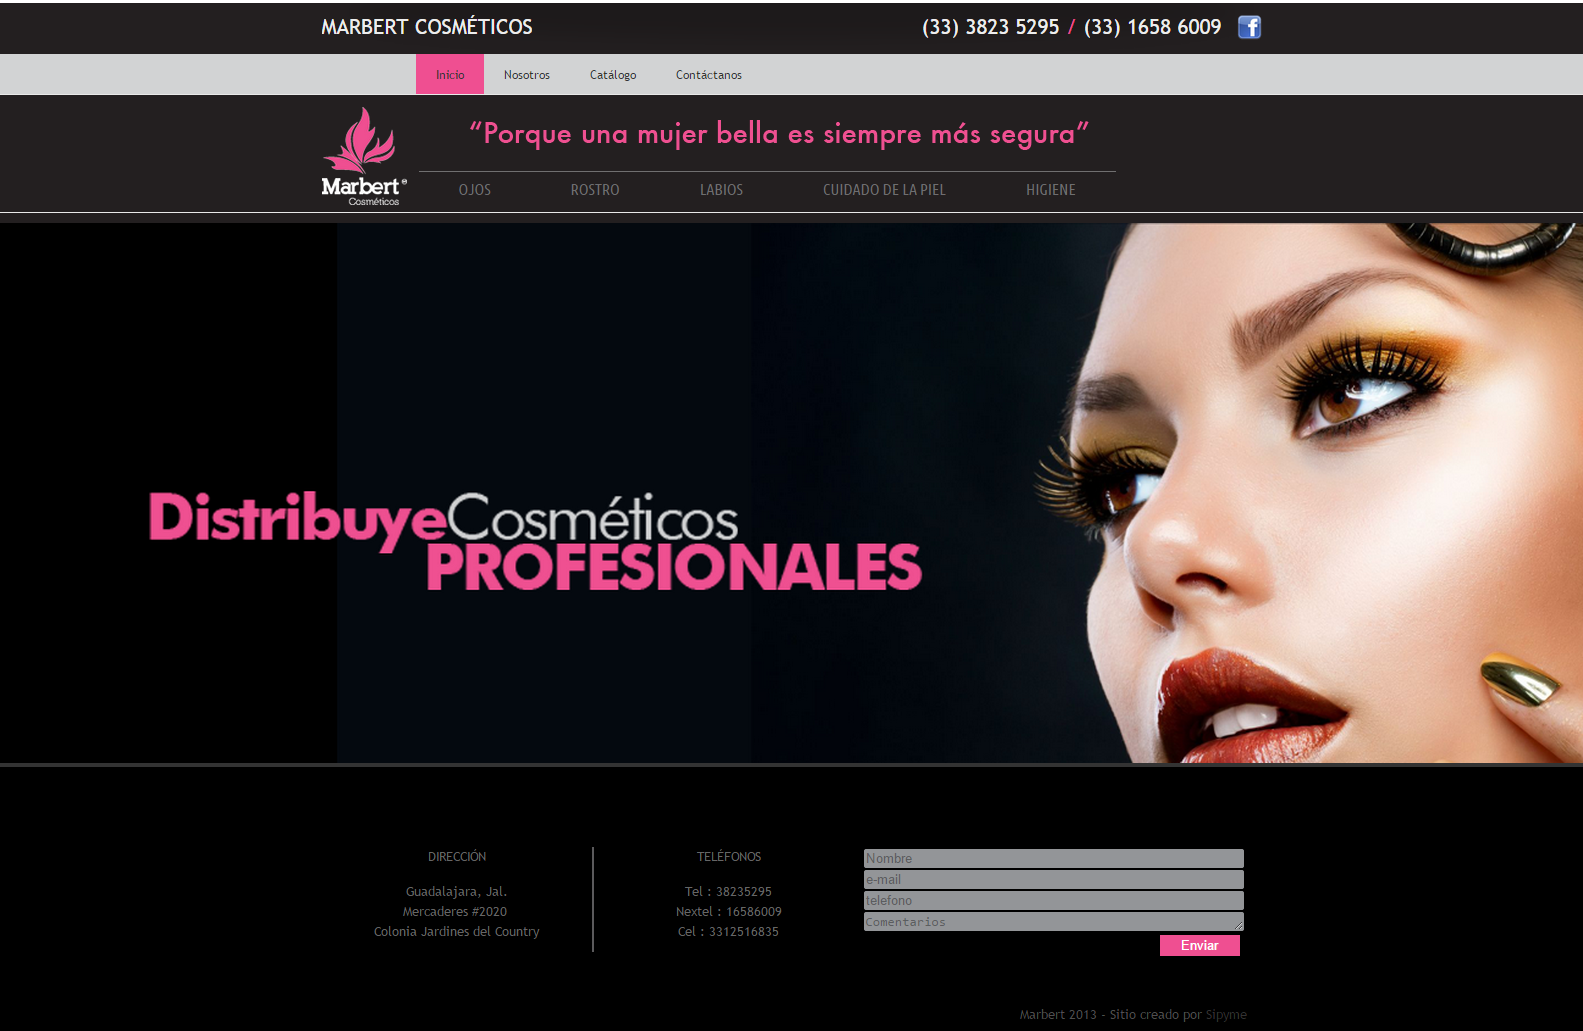 MARBERT COSMÉTICOS
(33) 3823 5295 / (33) 1658 6009
Inicio Nosotros Catálogo Contáctanos
“Porque una mujer bella es siempre más segura”
Marbert
Cosméticos
OJOS ROSTRO LABIOS CUIDADO DE LA PIEL HIGIENE
DistribuyeCosméticos
PROFESIONALES
DIRECCIÓN
Guadalajara, Jal.
Mercaderes #2020
Colonia Jardines del Country
TELÉFONOS
Tel : 38235295
Nextel : 16586009
Cel : 3312516835
Nombre
e-mail
telefono
Comentarios
Enviar
Marbert 2013 - Sitio creado por Sipyme